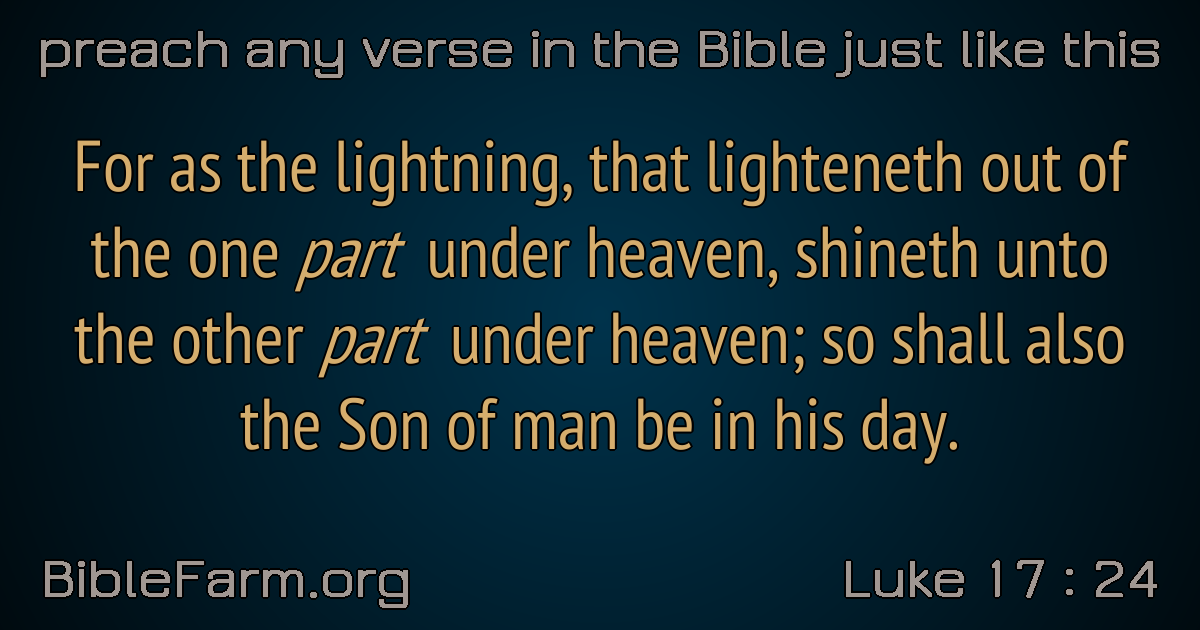 preach any verse in the Bible just like this
For as the lightning, that lighteneth out of
the one part under heaven, shineth unto
the other part under heaven; so shall also
the Son of man be in his day.
BibleFarm.org
Luke 17 : 24